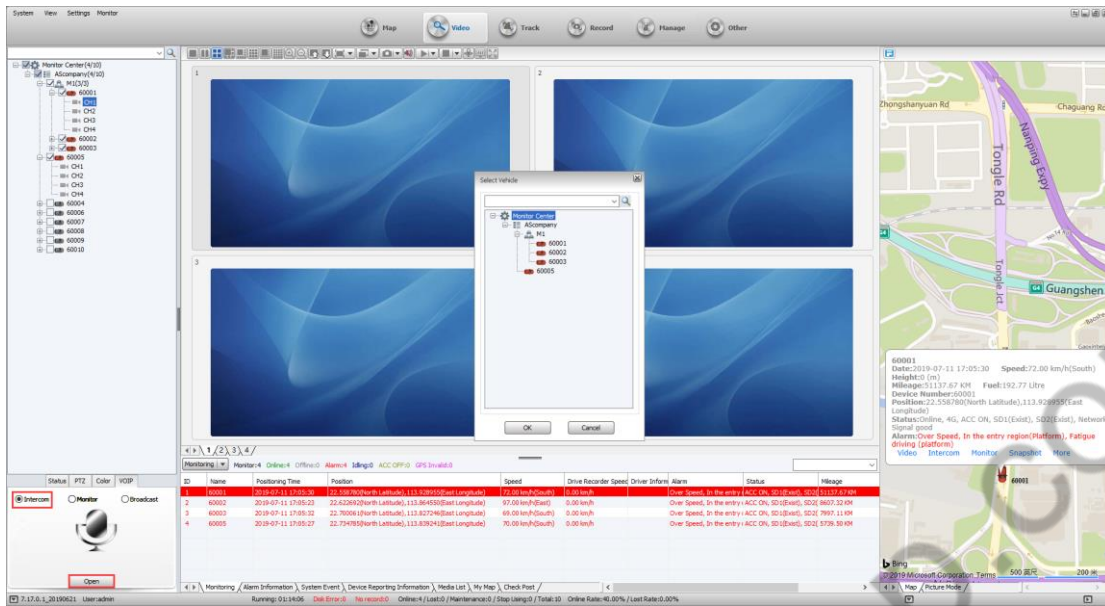 System View Settings Monitor
Map Video Track Record Manage Other
Monitor Center(4/10)
AScompany(4/10)
M1(3/3)
60001
CH1
CH2
CH3
CH4
60002
60003
60005
CH1
CH2
CH3
CH4
60004
60006
60007
60008
60009
60010
1
2
3
Select Vehicle
Monitor Center
AScompany
M1
60001
60002
60003
60005
OK Cancel
Zhongshanyuan Rd
Chaguang Rd
Nanping Expy
Tongle Rd
Tongle Jct
G4
G4 Guangshen
60001
Date:2019-07-11 17:05:30 Speed:72.00 km/h(South)
Height:0 (m)
Mileage:51137.67 KM Fuel:192.77 Litre
Device Number:60001
Position:22.558780(North Latitude),113.928955(East
Longitude)
Status:Online, 4G, ACC ON, SD1(Exist), SD2(Exist), Network
Signal good
Alarm:Over Speed, In the entry region(Platform), Fatigue
driving (platform)
Video Intercom Monitor Snapshot More
60001
Bing
© 2019 Microsoft Corporation Terms
Map Picture Mode
1 2 3 4
Monitoring Monitor:4 Online:4 Offline:0 Alarm:4 Idling:0 ACC OFF:0 GPS Invalid:0
ID Name Positioning Time Position Speed Drive Recorder Speed Driver Inform Alarm Status Mileage
1 60001 2019-07-11 17:05:30 22.558780(North Latitude),113.928955(East Longitude) 72.00 km/h(South) 0.00 km/h Over Speed, In the entry ACC ON, SD1(Exist), SD2( 51137.67 KM
2 60002 2019-07-11 17:05:23 22.622692(North Latitude),113.864550(East Longitude) 97.00 km/h(East) 0.00 km/h Over Speed, In the entry ACC ON, SD1(Exist), SD2( 8607.32 KM
3 60003 2019-07-11 17:05:32 22.700061(North Latitude),113.827246(East Longitude) 69.00 km/h(South) 0.00 km/h Over Speed, In the entry ACC ON, SD1(Exist), SD2( 7997.11 KM
4 60005 2019-07-11 17:05:27 22.734795(North Latitude),113.839241(East Longitude) 70.00 km/h(South) 0.00 km/h Over Speed, In the entry ACC ON, SD1(Exist), SD2( 5739.50 KM
Status PTZ Color VOIP
Intercom Monitor Broadcast
Open
Monitoring Alarm Information System Event Device Reporting Information Media List My Map Check Post
7.17.0.1_20190621 User:admin Running: 01:14:06 Disk Error:0 No record:0 Online:4 / Lost:0 / Maintenance:0 / Stop Using:0 / Total:10 Online Rate:40.00% / Lost Rate:0.00%